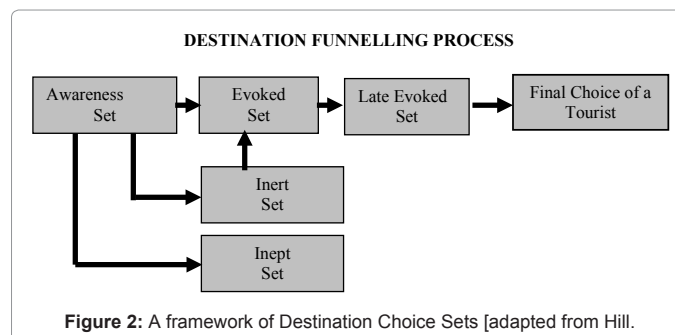 DESTINATION FUNNELLING PROCESS
Awareness
Set
Evoked
Set
Late Evoked
Set
Final Choice of a
Tourist
Inert
Set
Inept
Set
Figure 2: A framework of Destination Choice Sets [adapted from Hill.